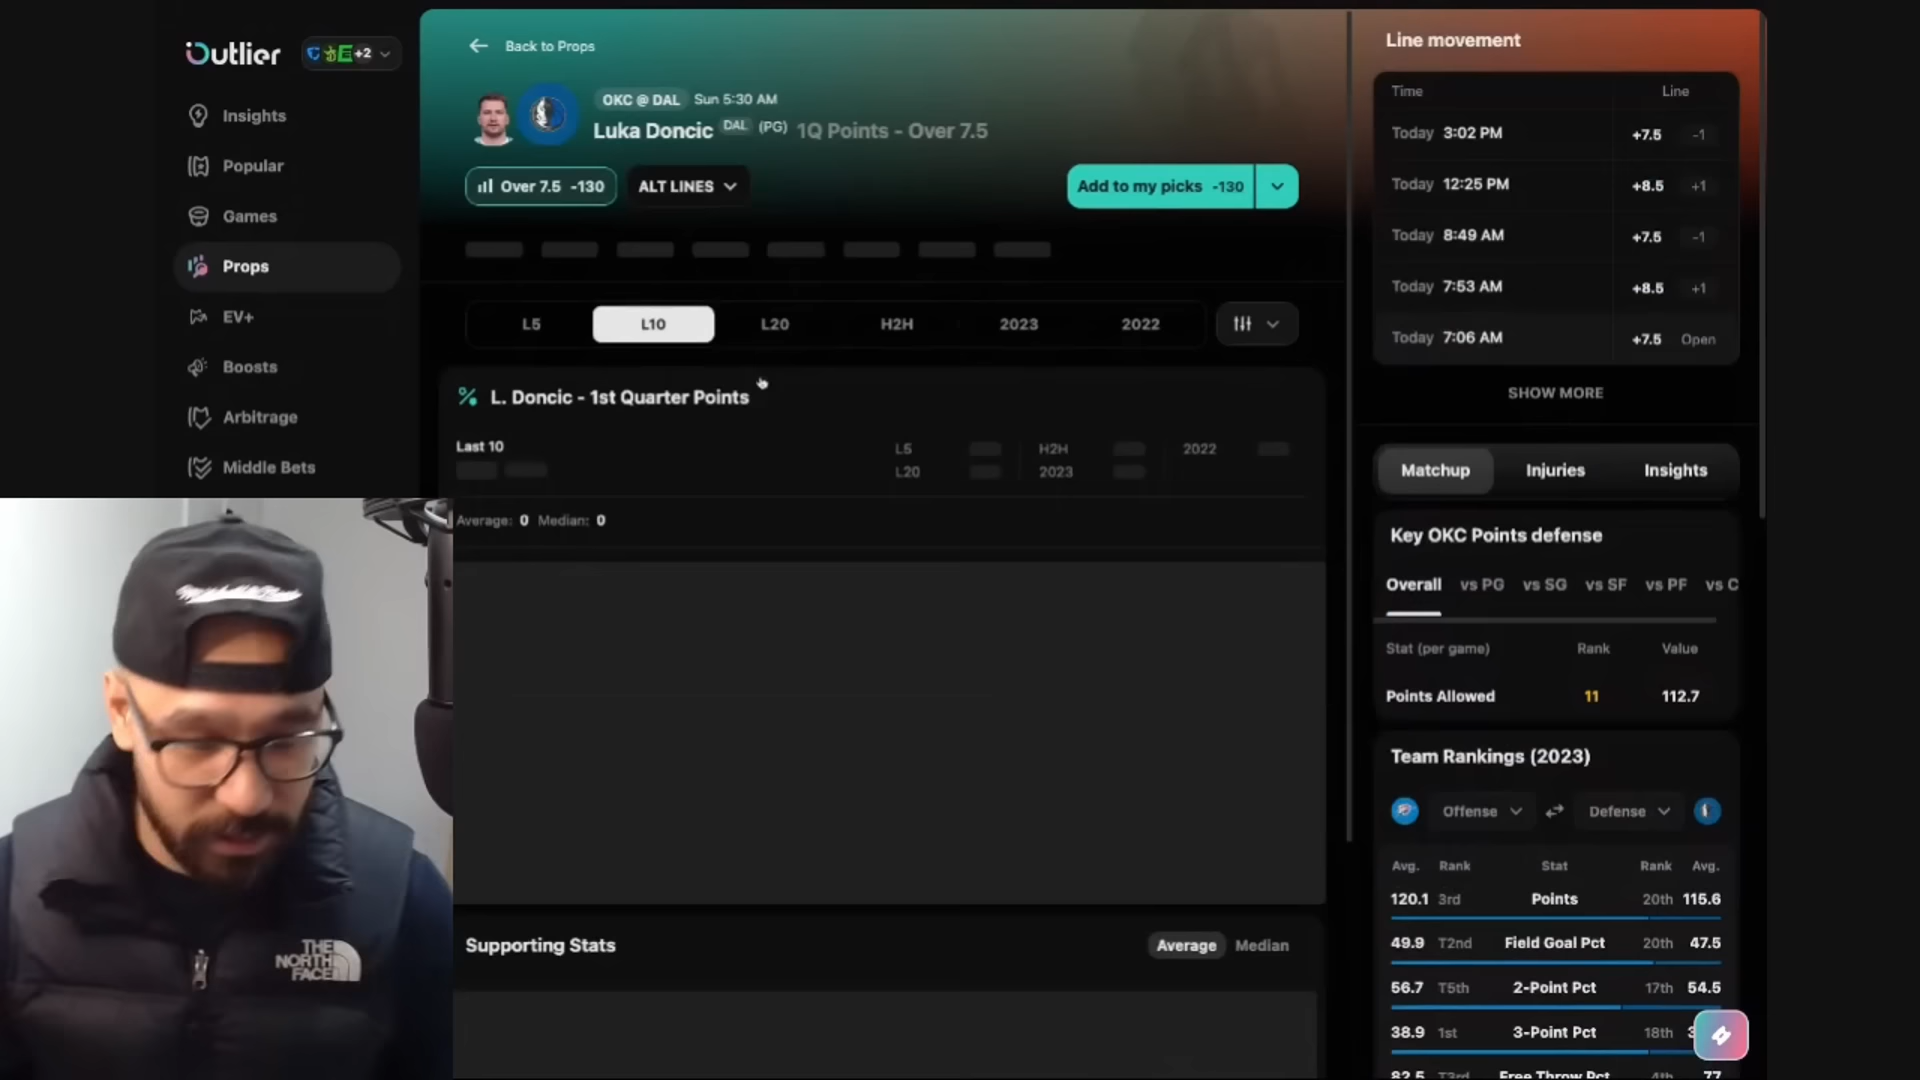 Outlier
+2
Insights
Popular
Games
Props
EV+
Boosts
Arbitrage
Middle Bets
Back to Props
OKC @ DAL Sun 5:30 AM
Luka Doncic DAL (PG) 1Q Points - Over 7.5
Over 7.5 -130
ALT LINES
Add to my picks -130
L5 L10 L20 H2H 2023 2022
L. Doncic - 1st Quarter Points
Last 10
L5 H2H 2022
L20 2023
Average: 0 Median: 0
Supporting Stats
Average Median
Line movement
Time Line
Today 3:02 PM +7.5 -1
Today 12:25 PM +8.5 +1
Today 8:49 AM +7.5 -1
Today 7:53 AM +8.5 +1
Today 7:06 AM +7.5 Open
SHOW MORE
Matchup Injuries Insights
Key OKC Points defense
Overall vs PG vs SG vs SF vs PF vs C
Stat (per game) Rank Value
Points Allowed 11 112.7
Team Rankings (2023)
Offense Defense
Avg. Rank Stat Rank Avg.
120.1 3rd Points 20th 115.6
49.9 T2nd Field Goal Pct 20th 47.5
56.7 T5th 2-Point Pct 17th 54.5
38.9 1st 3-Point Pct 18th
82.5 T3rd Free Throw Pct 4th 77
THE
NORTH
FACE